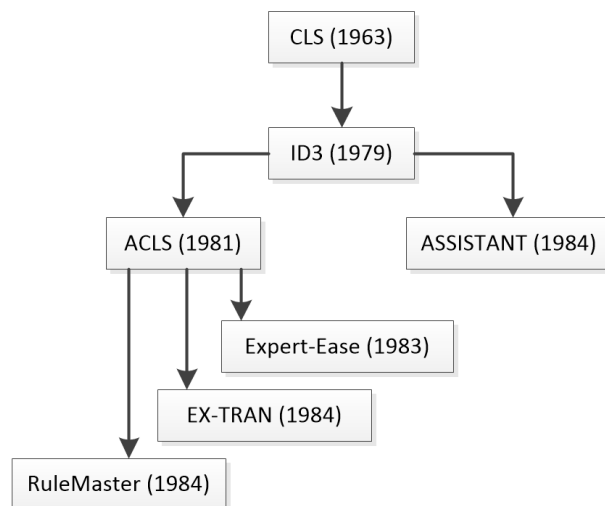 CLS (1963)
ID3 (1979)
ACLS (1981)
ASSISTANT (1984)
Expert-Ease (1983)
EX-TRAN (1984)
RuleMaster (1984)